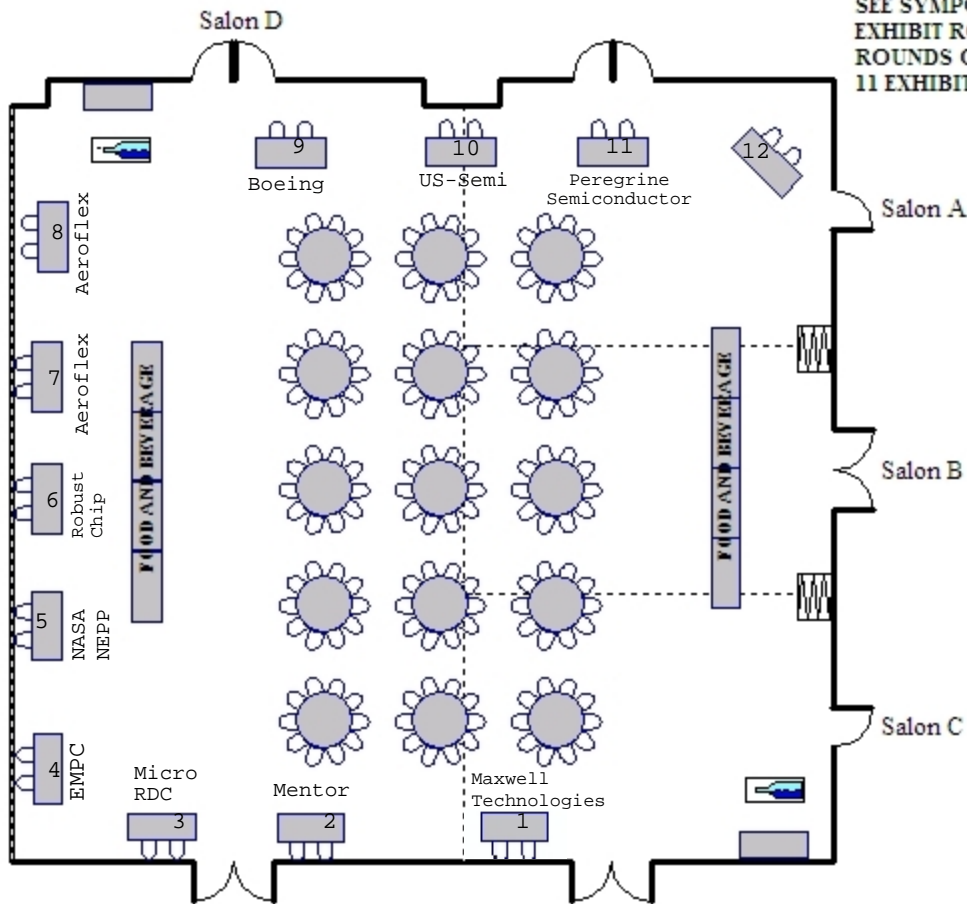 Salon D
SEE SYMPO
EXHIBIT RO
ROUNDS O
11 EXHIBIT
9
Boeing
10
US-Semi
11
Peregrine
Semiconductor
12
Salon A
8
Aeroflex
7
Aeroflex
6
Robust
Chip
5
NASA
NEPP
4
EMPC
FOOD AND BEVERAGE
FOOD AND BEVERAGE
Salon B
Salon C
Micro
RDC
3
Mentor
2
Maxwell
Technologies
1